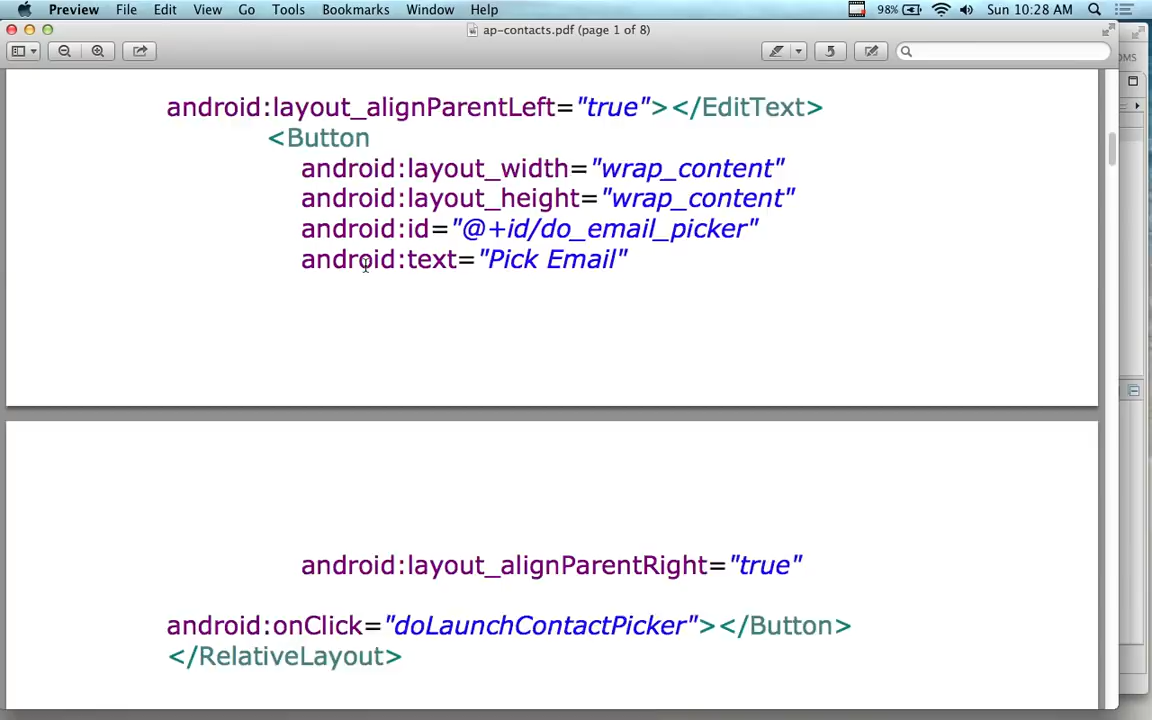 Preview File Edit View Go Tools Bookmarks Window Help 98% Sun 10:28 AM
ap-contacts.pdf (page 1 of 8)
android:layout_alignParentLeft="true"></EditText>
<Button
android:layout_width="wrap_content"
android:layout_height="wrap_content"
android:id="@+id/do_email_picker"
android:text="Pick Email"
android:layout_alignParentRight="true"
android:onClick="doLaunchContactPicker"></Button>
</RelativeLayout>